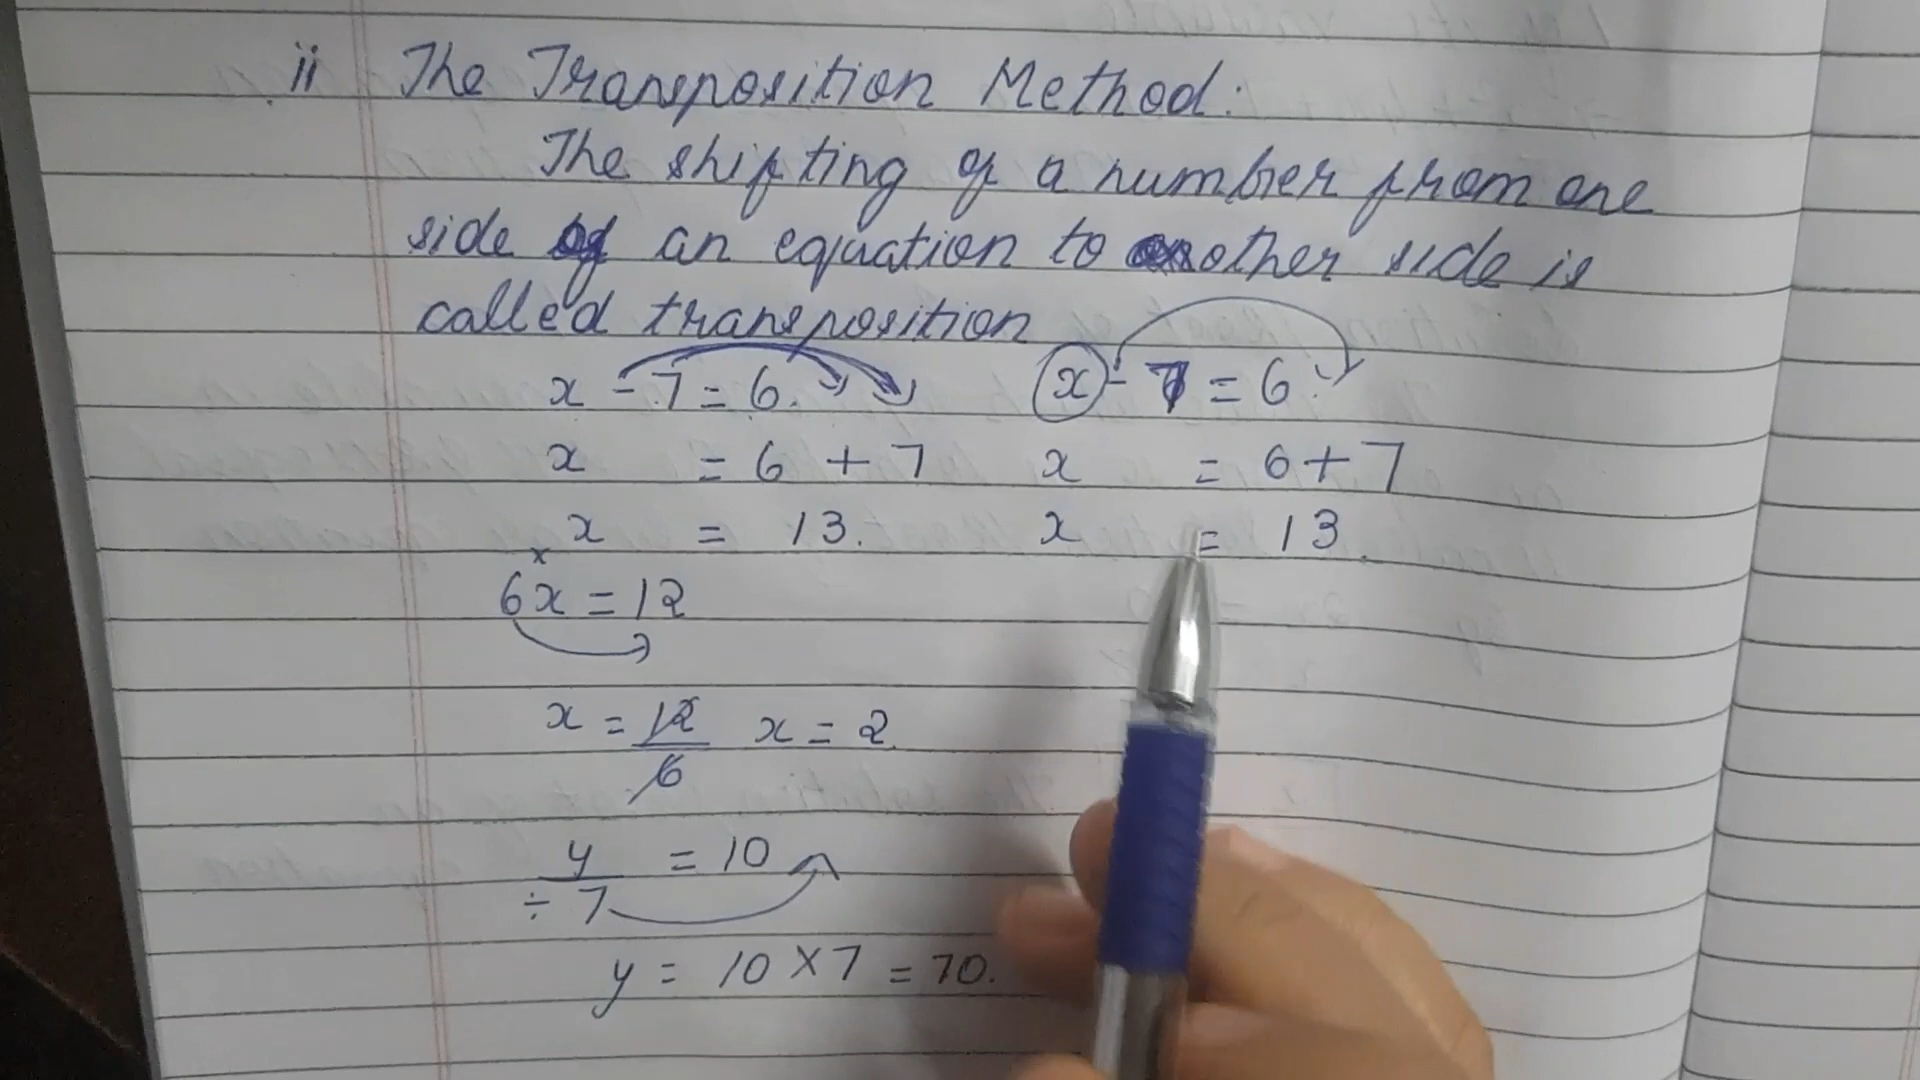 ii The Transposition Method:
The shifting of a number from one
side of an equation to other side is
called transposition
x - 7 = 6. x - 7 = 6
x = 6 + 7 x = 6 + 7
x = 13. x = 13.
x
6x = 12
x = 12/6 x = 2
y/÷ 7 = 10
y = 10 × 7 = 70.